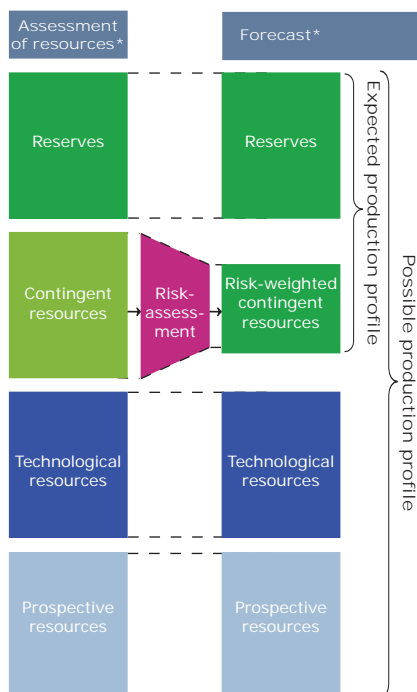 Assessment
of resources*
Forecast*
Reserves
Reserves
Contingent
resources
Risk-
assess-
ment
Risk-weighted
contingent
resources
Technological
resources
Technological
resources
Prospective
resources
Prospective
resources
Expected production profile
Possible production profile